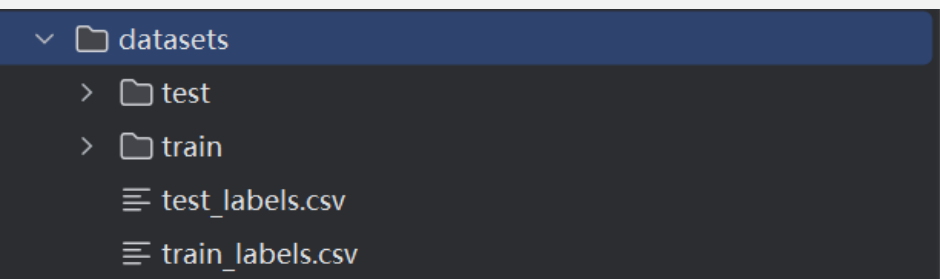 datasets
test
train
test_labels.csv
train_labels.csv